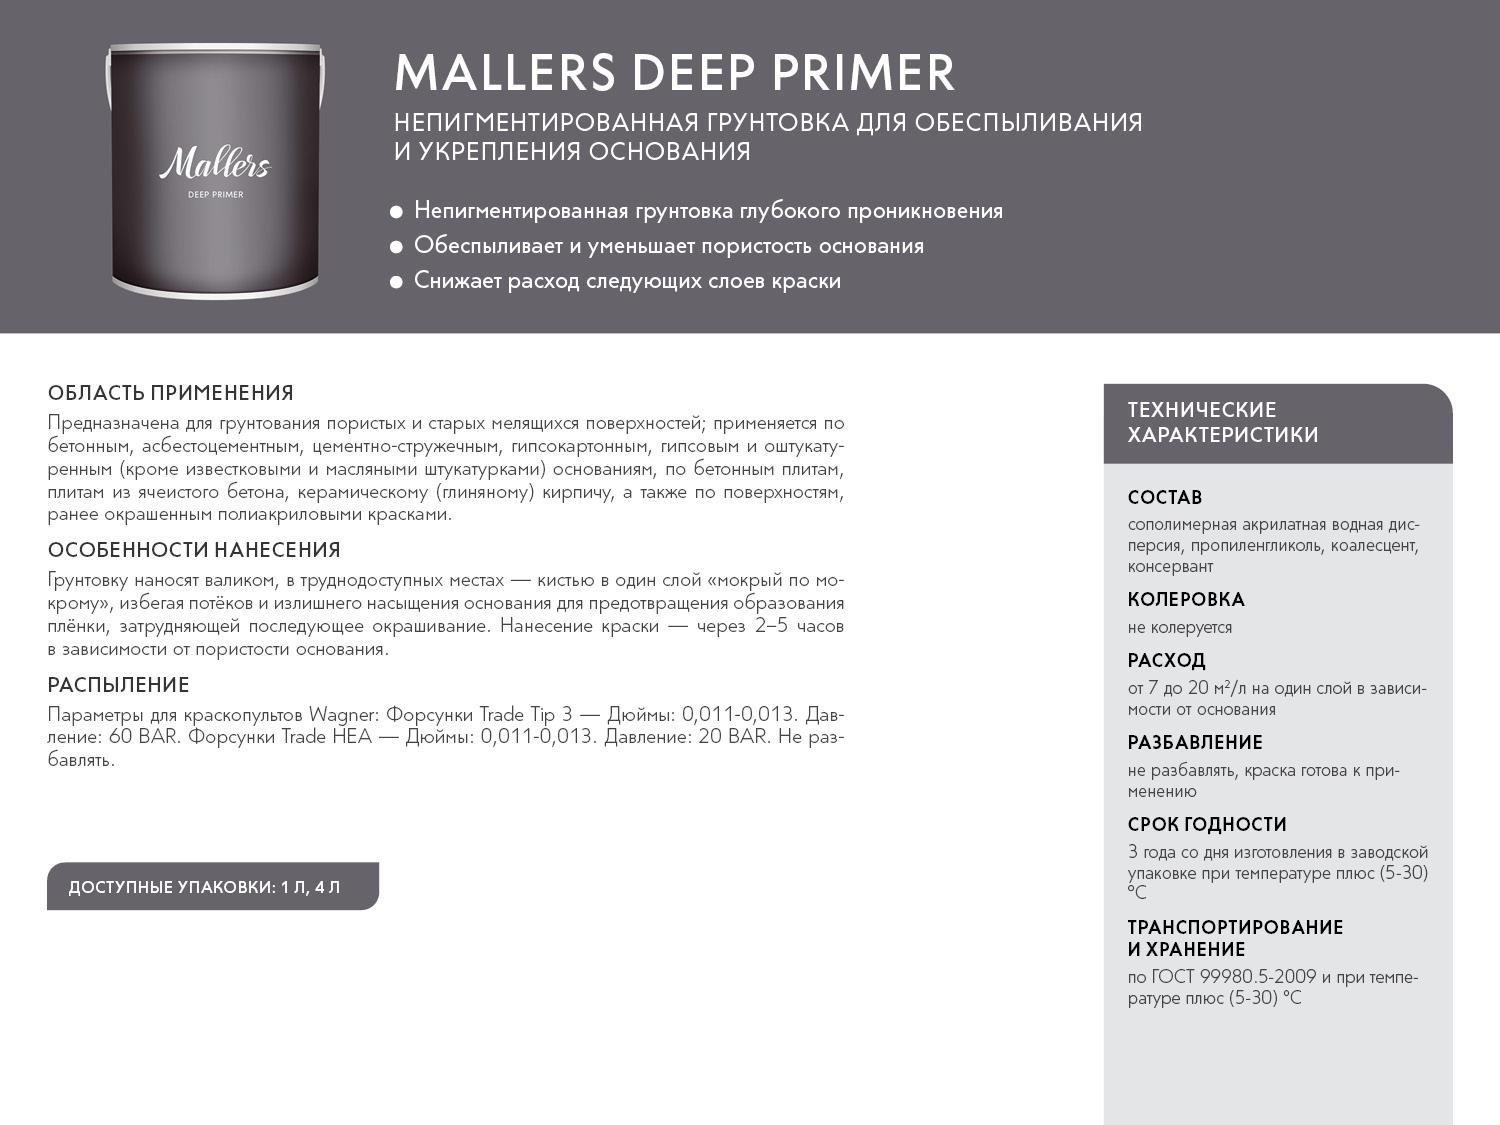 Mallers
DEEP PRIMER
MALLERS DEEP PRIMER
НЕПИГМЕНТИРОВАННАЯ ГРУНТОВКА ДЛЯ ОБЕСПЫЛИВАНИЯ
И УКРЕПЛЕНИЯ ОСНОВАНИЯ
● Непигментированная грунтовка глубокого проникновения
● Обеспыливает и уменьшает пористость основания
● Снижает расход следующих слоев краски
ОБЛАСТЬ ПРИМЕНЕНИЯ
Предназначена для грунтования пористых и старых мелящихся поверхностей; применяется по
бетонным, асбестоцементным, цементно-стружечным, гипсокартонным, гипсовым и оштукату-
ренным (кроме известковыми и масляными штукатурками) основаниям, по бетонным плитам,
плитам из ячеистого бетона, керамическому (глиняному) кирпичу, а также по поверхностям,
ранее окрашенным полиакриловыми красками.
ОСОБЕННОСТИ НАНЕСЕНИЯ
Грунтовку наносят валиком, в труднодоступных местах — кистью в один слой «мокрый по мо-
крому», избегая потёков и излишнего насыщения основания для предотвращения образования
плёнки, затрудняющей последующее окрашивание. Нанесение краски — через 2–5 часов
в зависимости от пористости основания.
РАСПЫЛЕНИЕ
Параметры для краскопультов Wagner: Форсунки Trade Tip 3 — Дюймы: 0,011-0,013. Дав-
ление: 60 BAR. Форсунки Trade HEA — Дюймы: 0,011-0,013. Давление: 20 BAR. Не раз-
бавлять.
ДОСТУПНЫЕ УПАКОВКИ: 1 Л, 4 Л
ТЕХНИЧЕСКИЕ
ХАРАКТЕРИСТИКИ
СОСТАВ
сополимерная акрилатная водная дис-
персия, пропиленгликоль, коалесцент,
консервант
КОЛЕРОВКА
не колеруется
РАСХОД
от 7 до 20 м²/л на один слой в зависи-
мости от основания
РАЗБАВЛЕНИЕ
не разбавлять, краска готова к при-
менению
СРОК ГОДНОСТИ
3 года со дня изготовления в заводской
упаковке при температуре плюс (5-30)
°C
ТРАНСПОРТИРОВАНИЕ
И ХРАНЕНИЕ
по ГОСТ 99980.5-2009 и при темпе-
ратуре плюс (5-30) °C